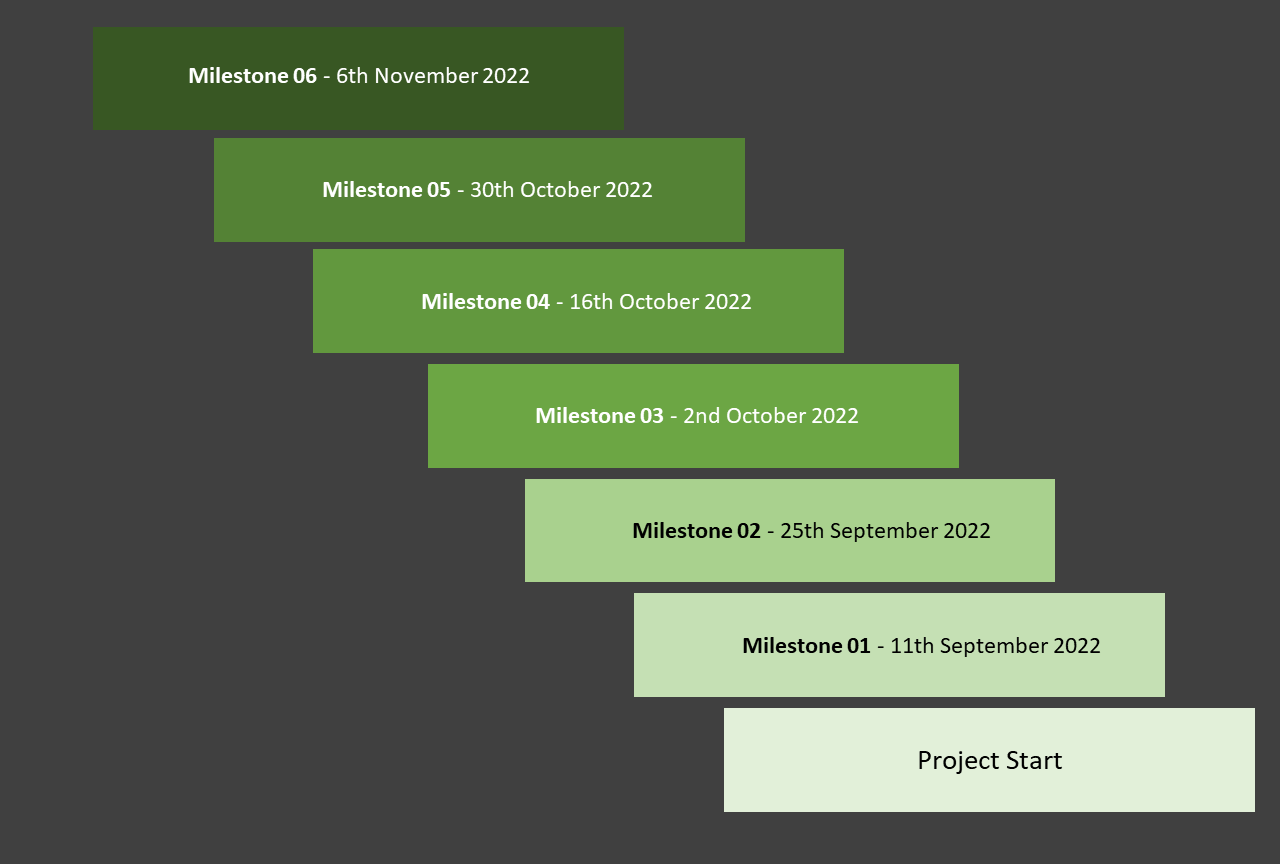 Milestone 06 - 6th November 2022
Milestone 05 - 30th October 2022
Milestone 04 - 16th October 2022
Milestone 03 - 2nd October 2022
Milestone 02 - 25th September 2022
Milestone 01 - 11th September 2022
Project Start